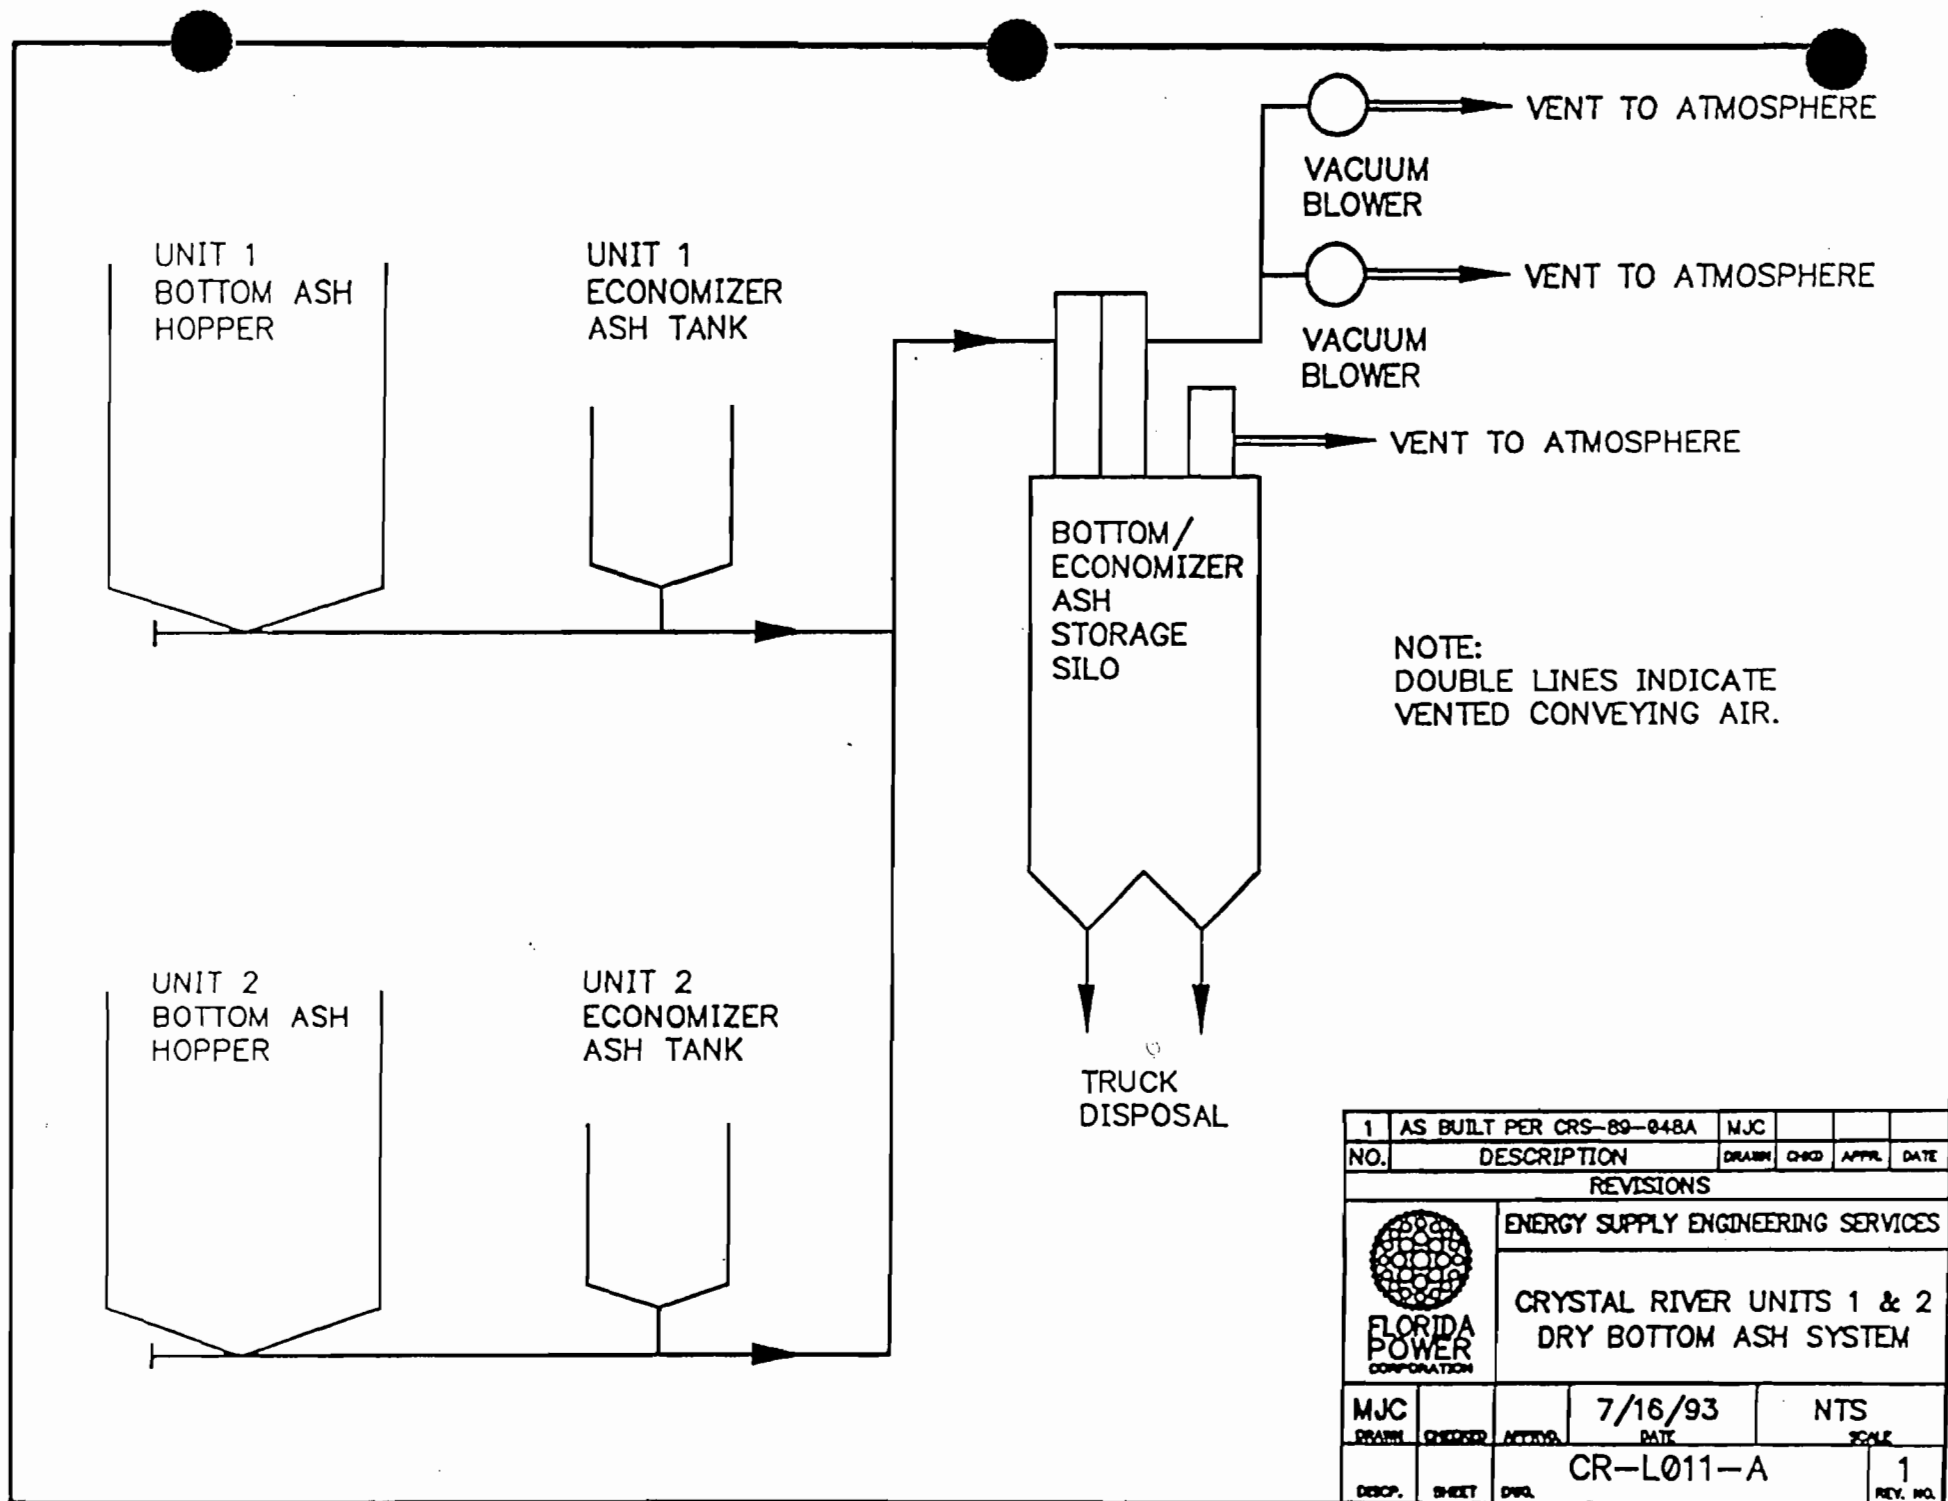 VENT TO ATMOSPHERE
VACUUM
BLOWER
VENT TO ATMOSPHERE
VACUUM
BLOWER
VENT TO ATMOSPHERE
UNIT 1
BOTTOM ASH
HOPPER
UNIT 1
ECONOMIZER
ASH TANK
BOTTOM/
ECONOMIZER
ASH
STORAGE
SILO
NOTE:
DOUBLE LINES INDICATE
VENTED CONVEYING AIR.
UNIT 2
BOTTOM ASH
HOPPER
UNIT 2
ECONOMIZER
ASH TANK
TRUCK
DISPOSAL
1 AS BUILT PER CRS-89-048A MJC
NO. DESCRIPTION DRAWN CHKD APPR. DATE
REVISIONS
ENERGY SUPPLY ENGINEERING SERVICES
FLORIDA
POWER
CORPORATION
CRYSTAL RIVER UNITS 1 & 2
DRY BOTTOM ASH SYSTEM
MJC 7/16/93 NTS
DRAWN CHECKED APPRVD. DATE SCALE
CR-L011-A 1
DESCP. SHEET DWG. REV. NO.